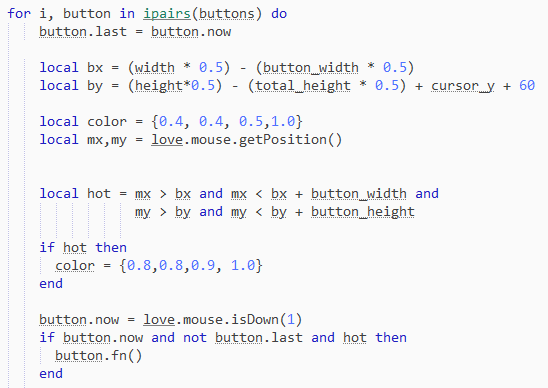 for i, button in ipairs(buttons) do
button.last = button.now
local bx = (width * 0.5) - (button_width * 0.5)
local by = (height*0.5) - (total_height * 0.5) + cursor_y + 60
local color = {0.4, 0.4, 0.5,1.0}
local mx,my = love.mouse.getPosition()
local hot = mx > bx and mx < bx + button_width and
my > by and my < by + button_height
if hot then
color = {0.8,0.8,0.9, 1.0}
end
button.now = love.mouse.isDown(1)
if button.now and not button.last and hot then
button.fn()
end